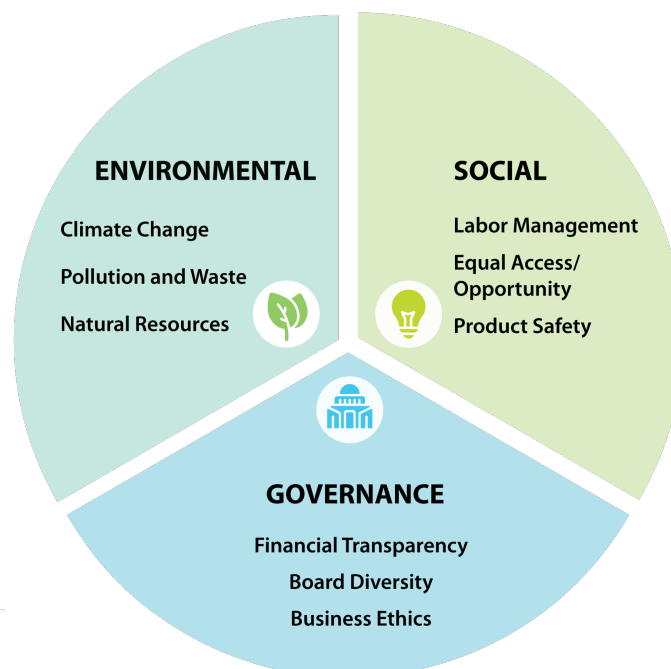 ENVIRONMENTAL
Climate Change
Pollution and Waste
Natural Resources
SOCIAL
Labor Management
Equal Access/
Opportunity
Product Safety
GOVERNANCE
Financial Transparency
Board Diversity
Business Ethics